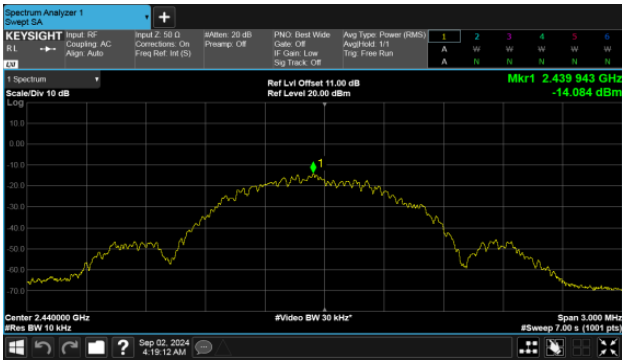 Spectrum Analyzer 1
Swept SA
KEYSIGHT
RL
LXI
Input: RF
Coupling: AC
Align: Auto
Input Z: 50 Ω
Corrections: On
Freq Ref: Int (S)
#Atten: 20 dB
Preamp: Off
PNO: Best Wide
Gate: Off
IF Gain: Low
Sig Track: Off
Avg Type: Power (RMS)
Avg|Hold: 1/1
Trig: Free Run
1 2 3 4 5 6
A W W W W W
A N N N N N
1 Spectrum
Scale/Div 10 dB
Log
Ref Lvl Offset 11.00 dB
Ref Level 20.00 dBm
Mkr1 2.439 943 GHz
-14.084 dBm
10.0
0.00
-10.0
1
-20.0
-30.0
-40.0
-50.0
-60.0
-70.0
Center 2.440000 GHz
#Res BW 10 kHz
#Video BW 30 kHz*
Span 3.000 MHz
#Sweep 7.00 s (1001 pts)
?
Sep 02, 2024
4:19:12 AM